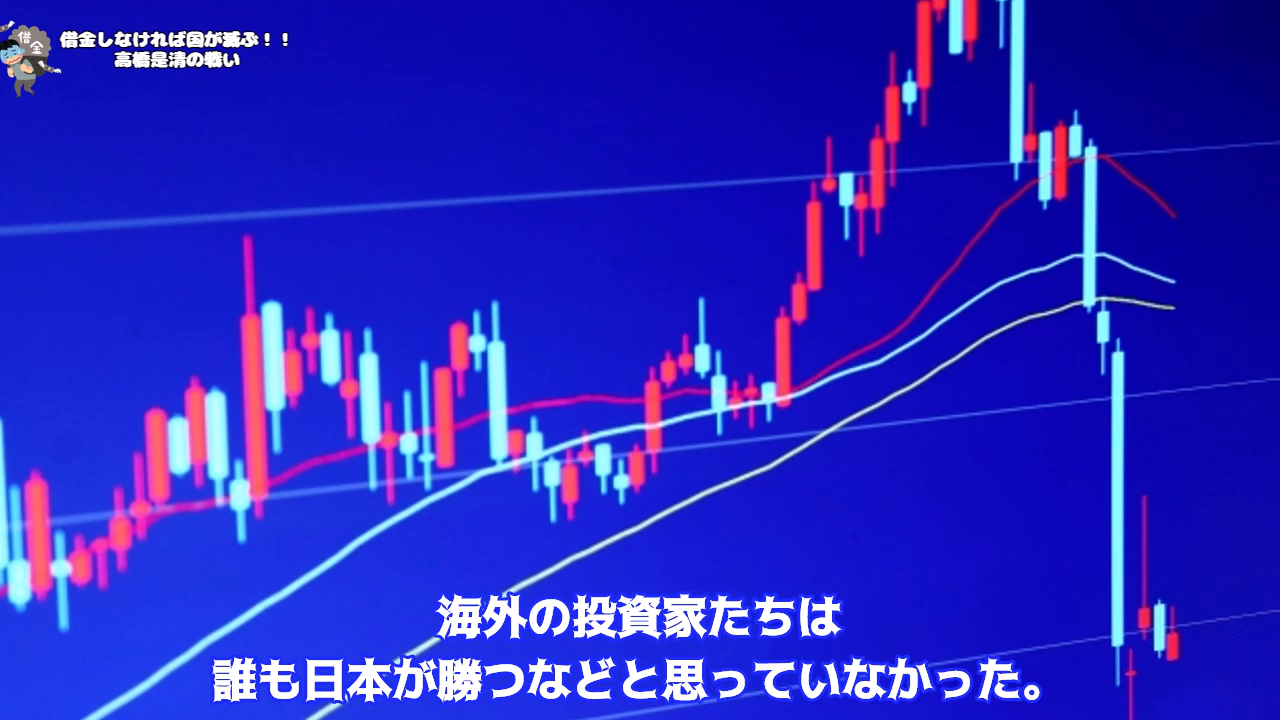 借金
借金しなければ国が滅ぶ！！
高橋是清の戦い
海外の投資家たちは
誰も日本が勝つなどと思っていなかった。